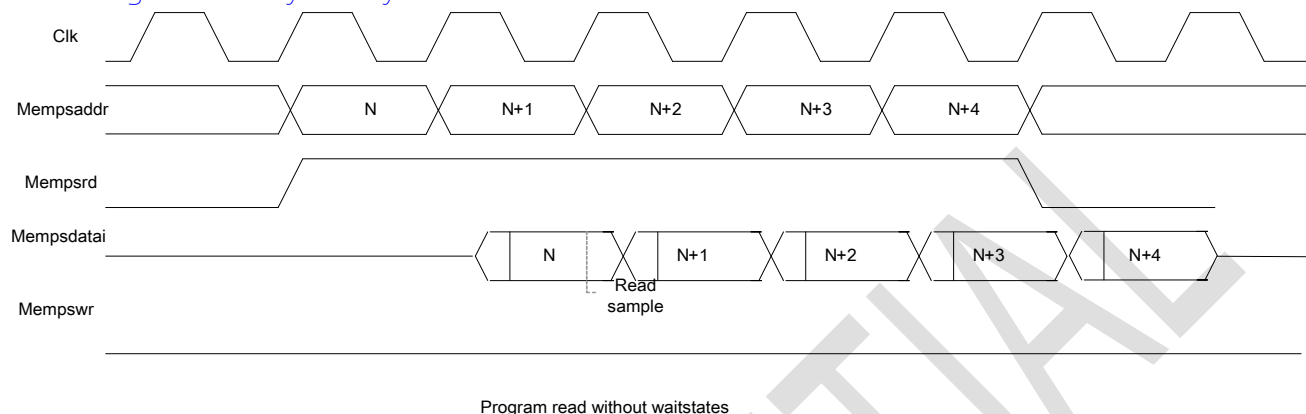 Clk
Mempsaddr
N
N+1
N+2
N+3
N+4
Mempsrd
Mempsdatai
N
N+1
N+2
N+3
N+4
Read
sample
Mempswr
Program read without waitstates
TIAL